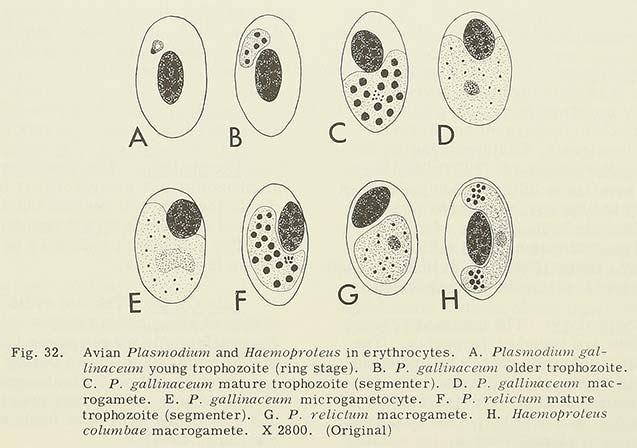 A
B
C
D
E
F
G
H
Fig. 32. Avian Plasmodium and Haemoproteus in erythrocytes. A. Plasmodium gal-
linaceum young trophozoite (ring stage). B. P. gallinaceum older trophozoite.
C. P. gallinaceum mature trophozoite (segmenter). D. P. gallinaceum mac-
rogamete. E. P. gallinaceum microgametocyte. F. P. relictum mature
trophozoite (segmenter). G. P. relictum macrogamete. H. Haemoproteus
columbae macrogamete. X 2800. (Original)